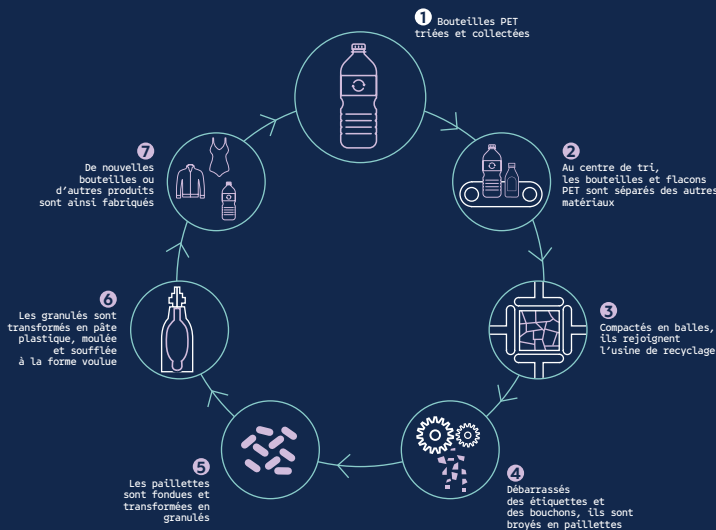 1 Bouteilles PET
triées et collectées
2
Au centre de tri,
les bouteilles et flacons
PET sont séparés des autres
matériaux
3
Compactés en balles,
ils rejoignent
l'usine de recyclage
4
Débarrassés
des étiquettes et
des bouchons, ils sont
broyés en paillettes
5
Les paillettes
sont fondues et
transformées en
granulés
6
Les granulés sont
transformés en pâte
plastique, moulée
et soufflée
à la forme voulue
7
De nouvelles
bouteilles ou
d'autres produits
sont ainsi fabriqués